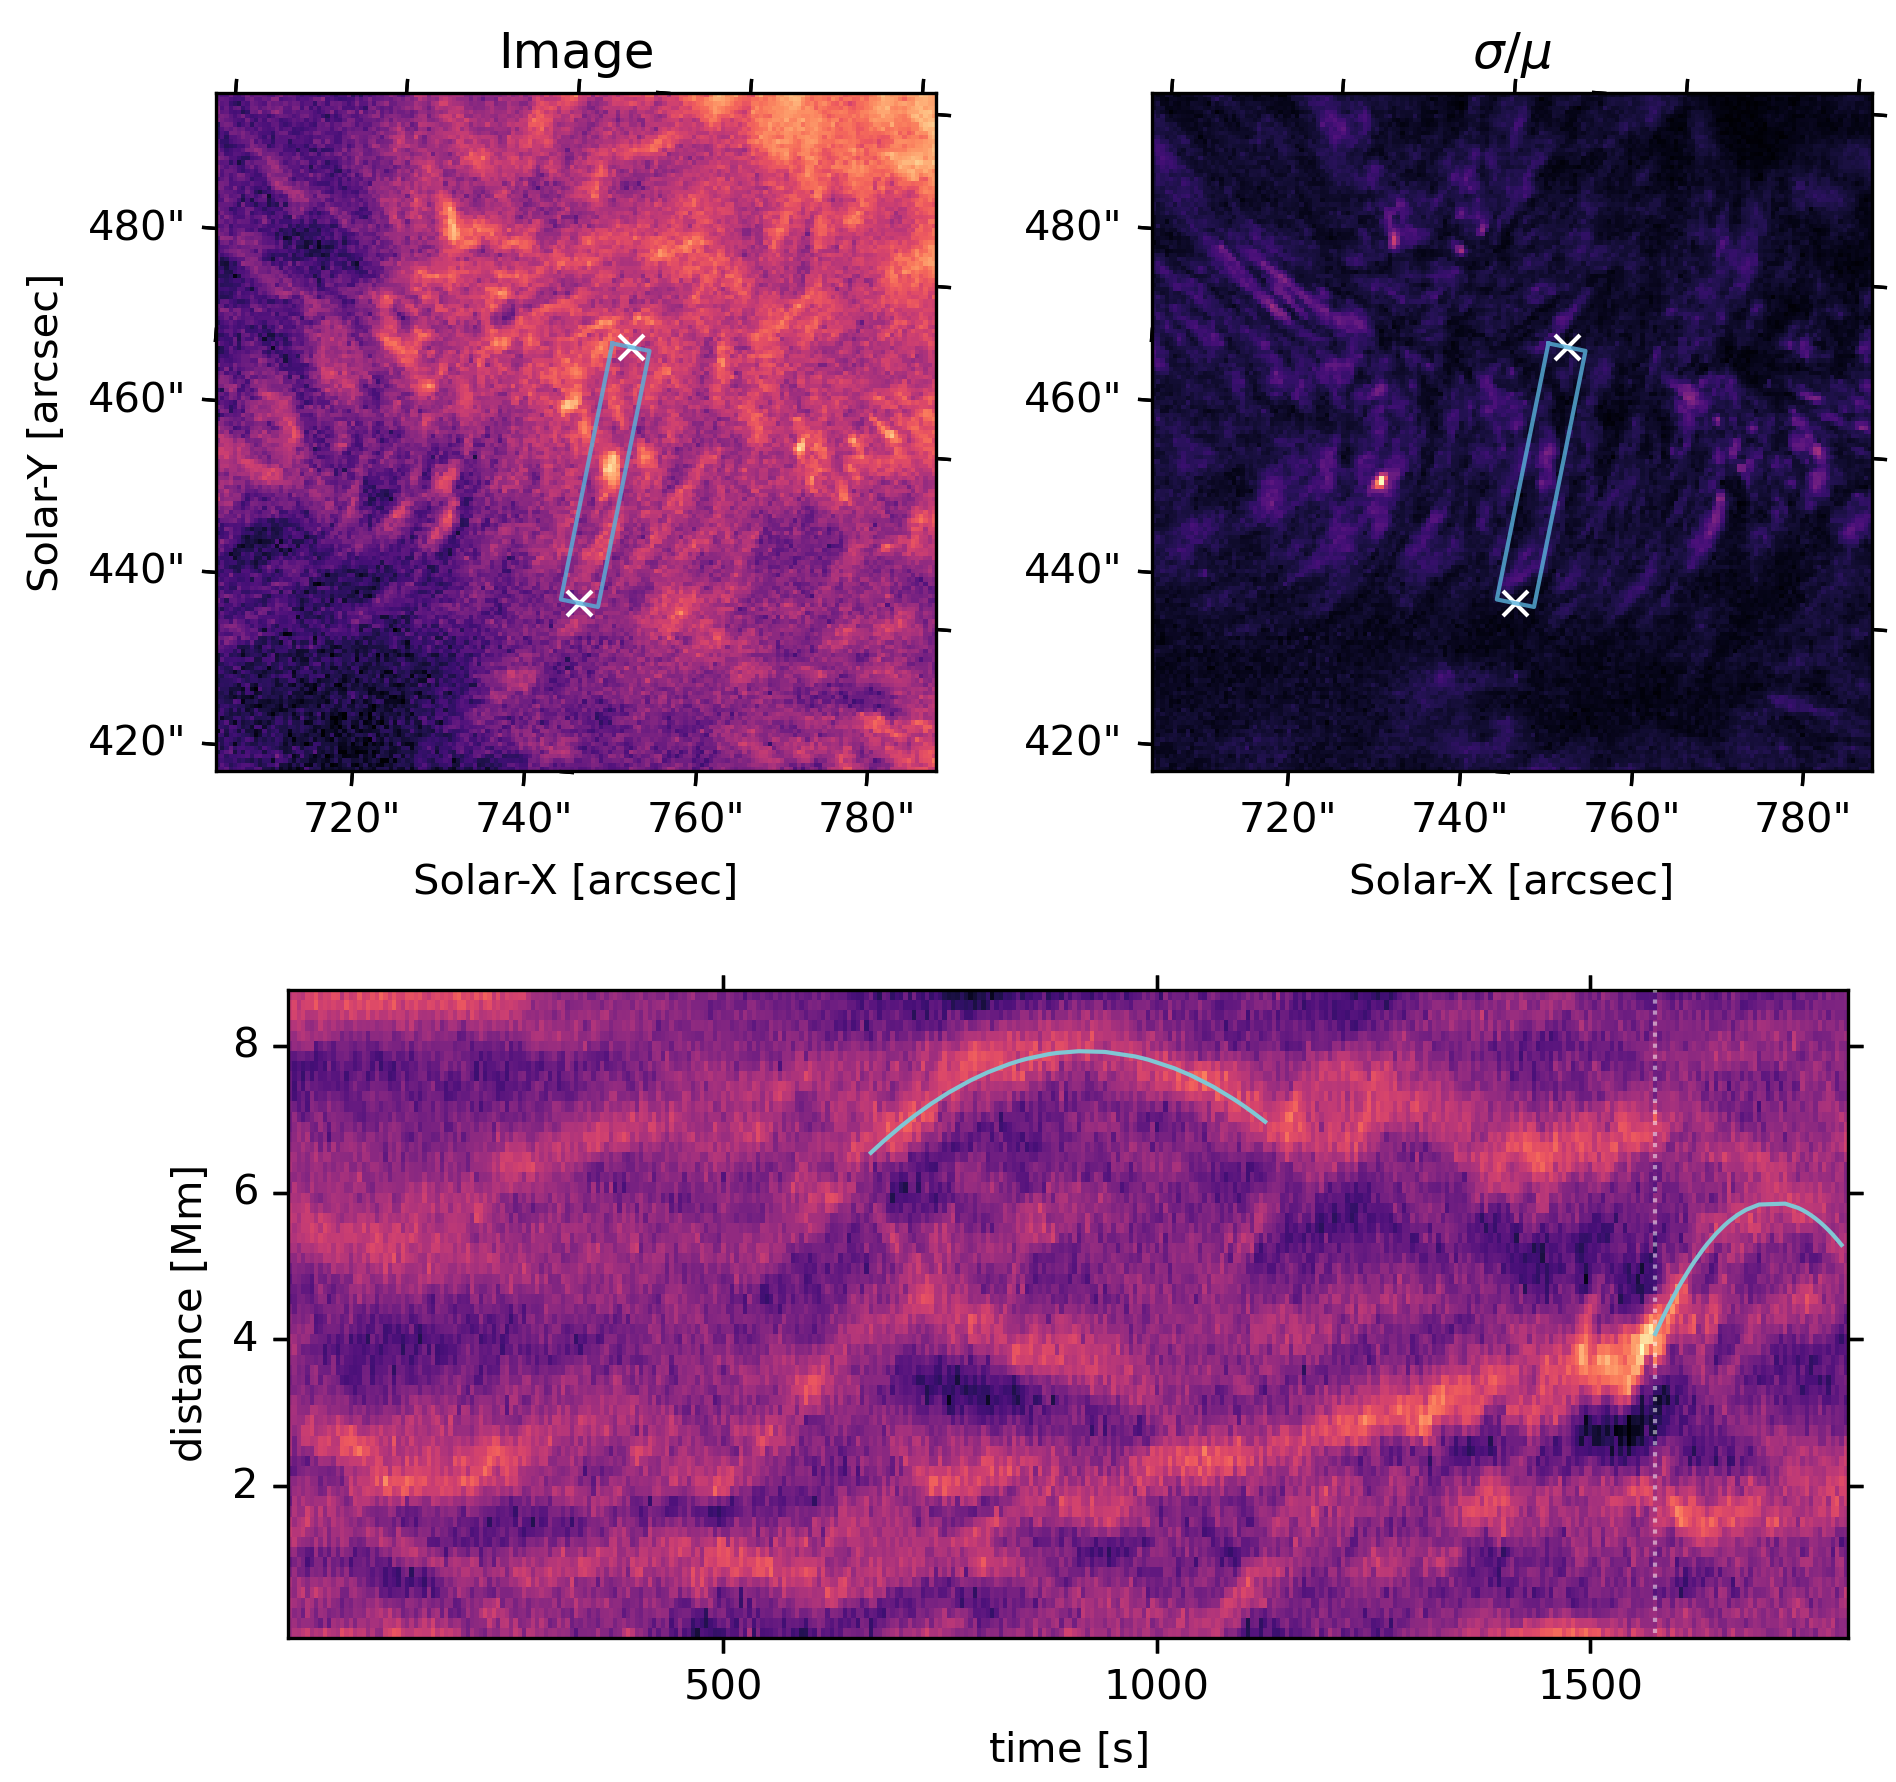 Image
σ/μ
480"
460"
440"
420"
Solar-Y [arcsec]
720" 740" 760" 780"
Solar-X [arcsec]
480"
460"
440"
420"
720" 740" 760" 780"
Solar-X [arcsec]
8
6
4
2
distance [Mm]
500 1000 1500
time [s]